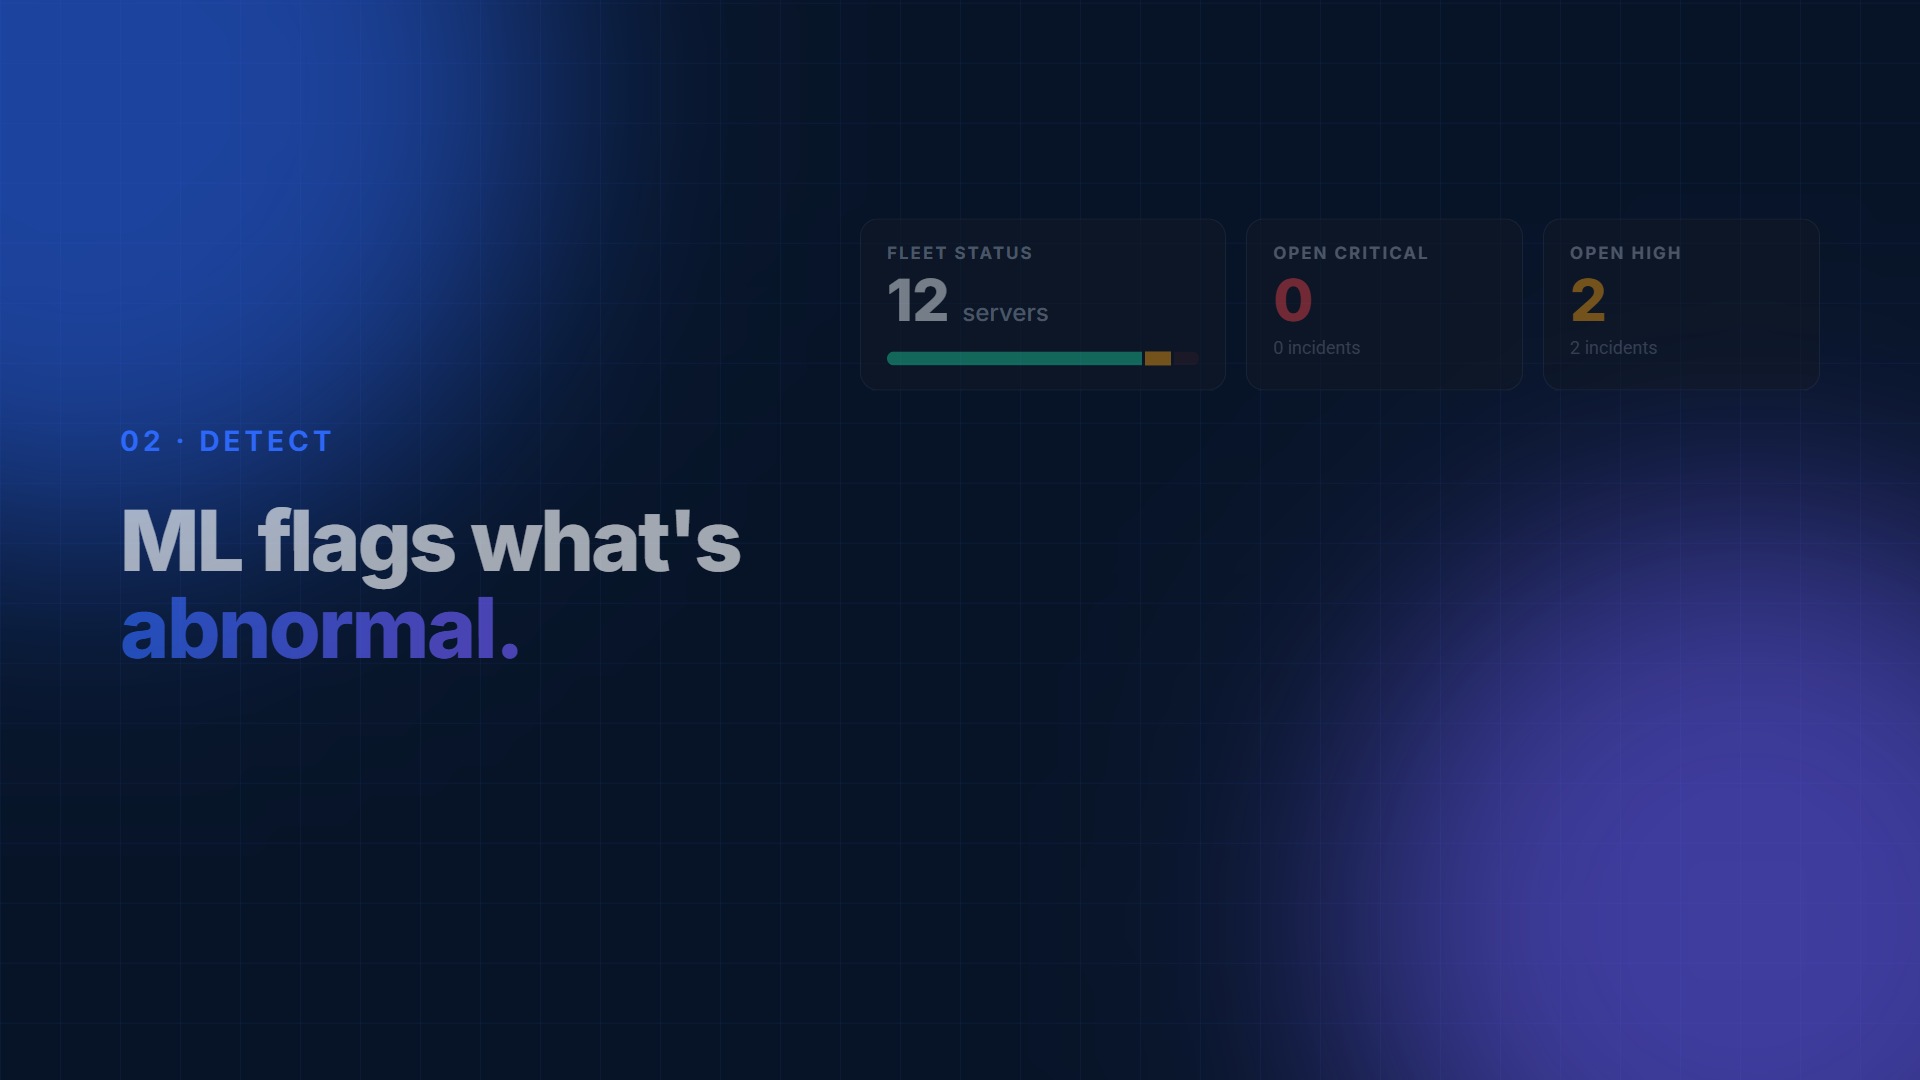 02 · DETECT
ML flags what's
abnormal.
FLEET STATUS
12 servers
OPEN CRITICAL
0
0 incidents
OPEN HIGH
2
2 incidents